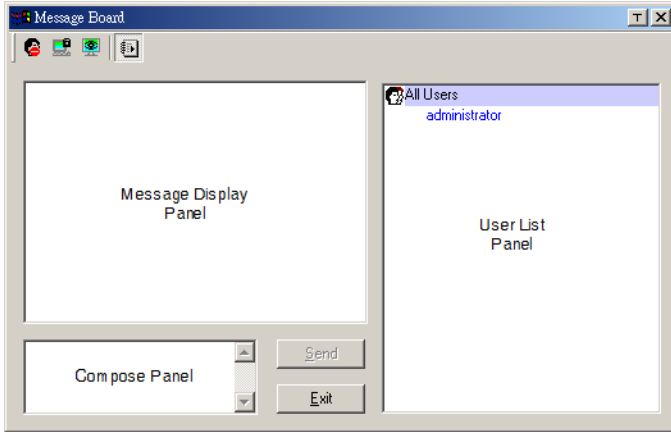 Message Board
T X
Message Display
Panel
All Users
administrator
User List
Panel
Compose Panel
Send
Exit